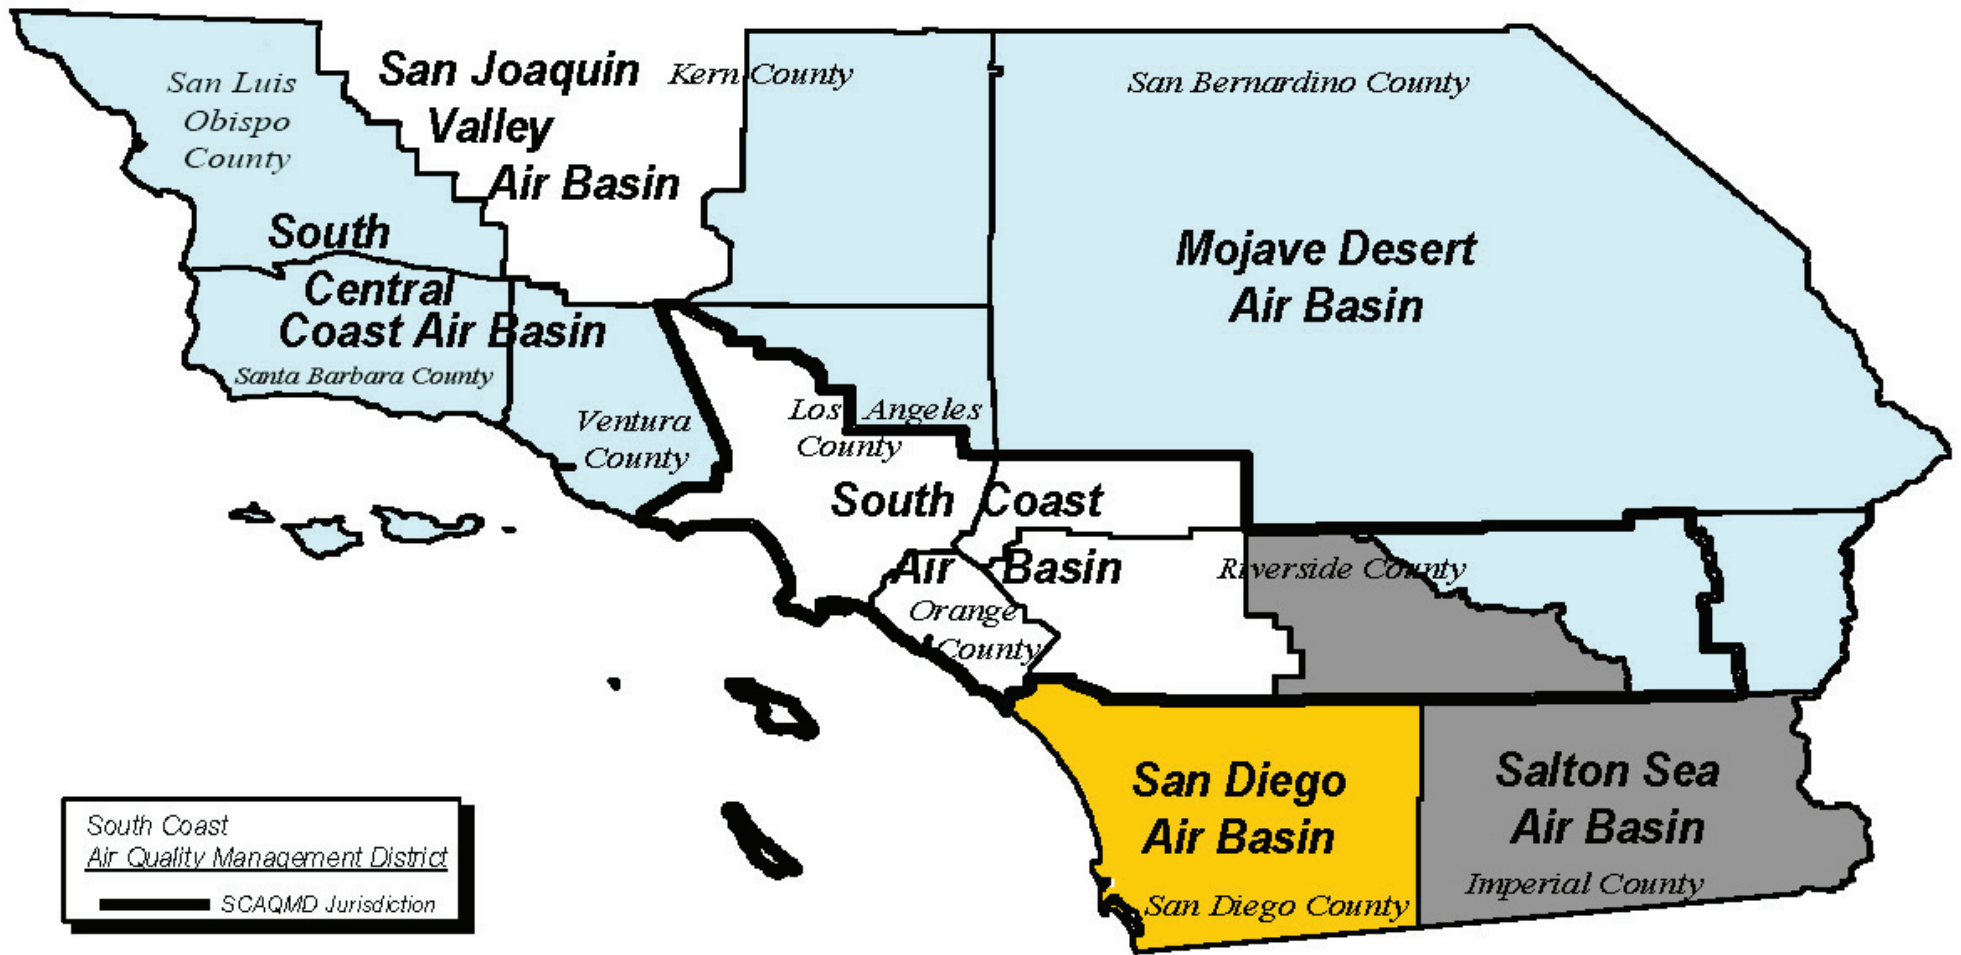 San Luis
Obispo
County
San Joaquin
Valley
Air Basin
Kern County
San Bernardino County
South
Central
Coast Air Basin
Santa Barbara County
Ventura
County
Los Angeles
County
Mojave Desert
Air Basin
South Coast
Air Basin
Orange
County
Riverside County
San Diego
Air Basin
San Diego County
Salton Sea
Air Basin
Imperial County
South Coast
Air Quality Management District
SCAQMD Jurisdiction